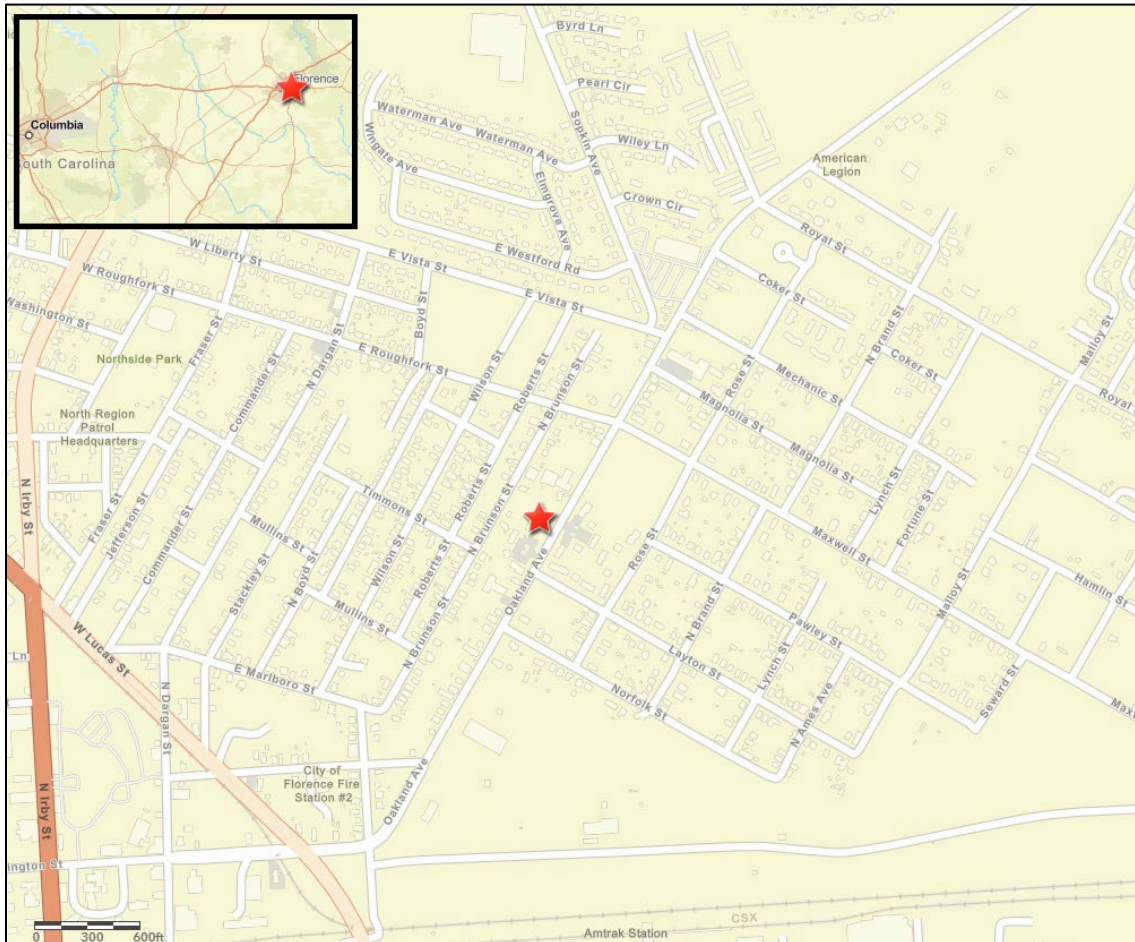 Florence
Columbia
South Carolina
Byrd Ln
Pearl Cir
Waterman Ave
Waterman Ave
Sopkin Ave
Wiley Ln
Wingate Ave
Elmgrove Ave
Crown Cir
American
Legion
E Westford Rd
Royal St
W Liberty St
E Vista St
W Roughfork St
Coker St
E Vista St
Washington St
Boyd St
N Brand St
Malloy St
Fraser St
N Dargan St
E Roughfork St
Northside Park
Commander St
Wilson St
Roberts St
Rose St
Mechanic St
Coker St
Royal
N Brunson St
Magnolia St
North Region
Patrol
Headquarters
Magnolia St
Lynch St
Timmons St
Roberts St
Fortune St
N Irby St
Fraser St
Jefferson St
Mullins St
N Brunson St
Maxwell St
Commander St
Wilson St
Rose St
Hamlin St
Stackley St
N Boyd St
Roberts St
Oakland Ave
Malloy St
Mullins St
N Brand St
Pawley St
W Lucas St
N Brunson St
Layton St
Lynch St
Ln
E Marlboro St
Norfolk St
N Ames Ave
Seward St
N Dargan St
City of
Florence Fire
Station #2
Oakland Ave
N Irby St
ington St
CSX
Amtrak Station
0 300 600ft